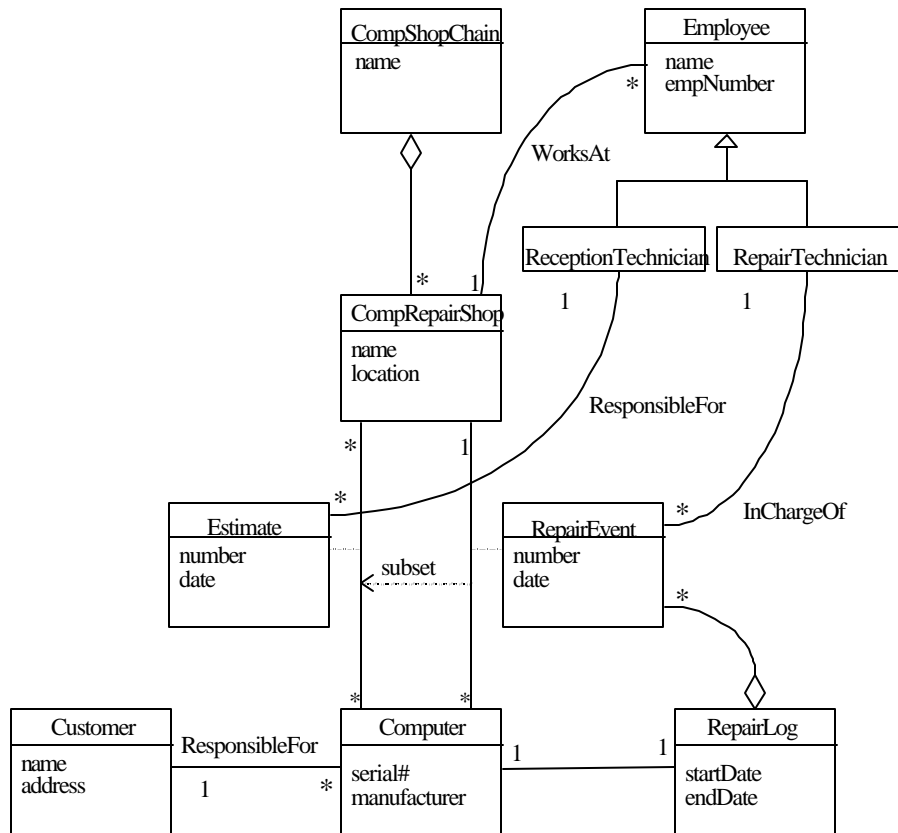 CompShopChain
name
Employee
name
empNumber
*
WorksAt
ReceptionTechnician
RepairTechnician
*
1
1
1
CompRepairShop
name
location
ResponsibleFor
*
1
*
*
InChargeOf
Estimate
number
date
RepairEvent
number
date
subset
*
*
*
Customer
name
address
ResponsibleFor
1
*
Computer
serial#
manufacturer
1
1
RepairLog
startDate
endDate